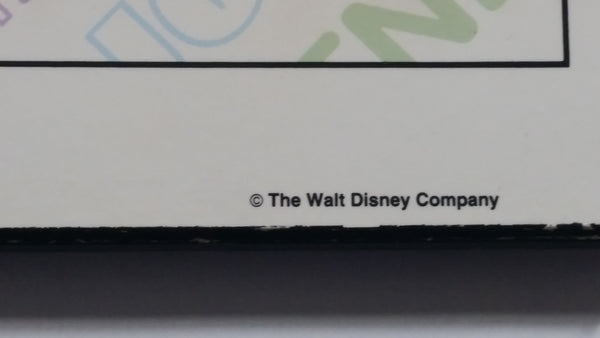 © The Walt Disney Company